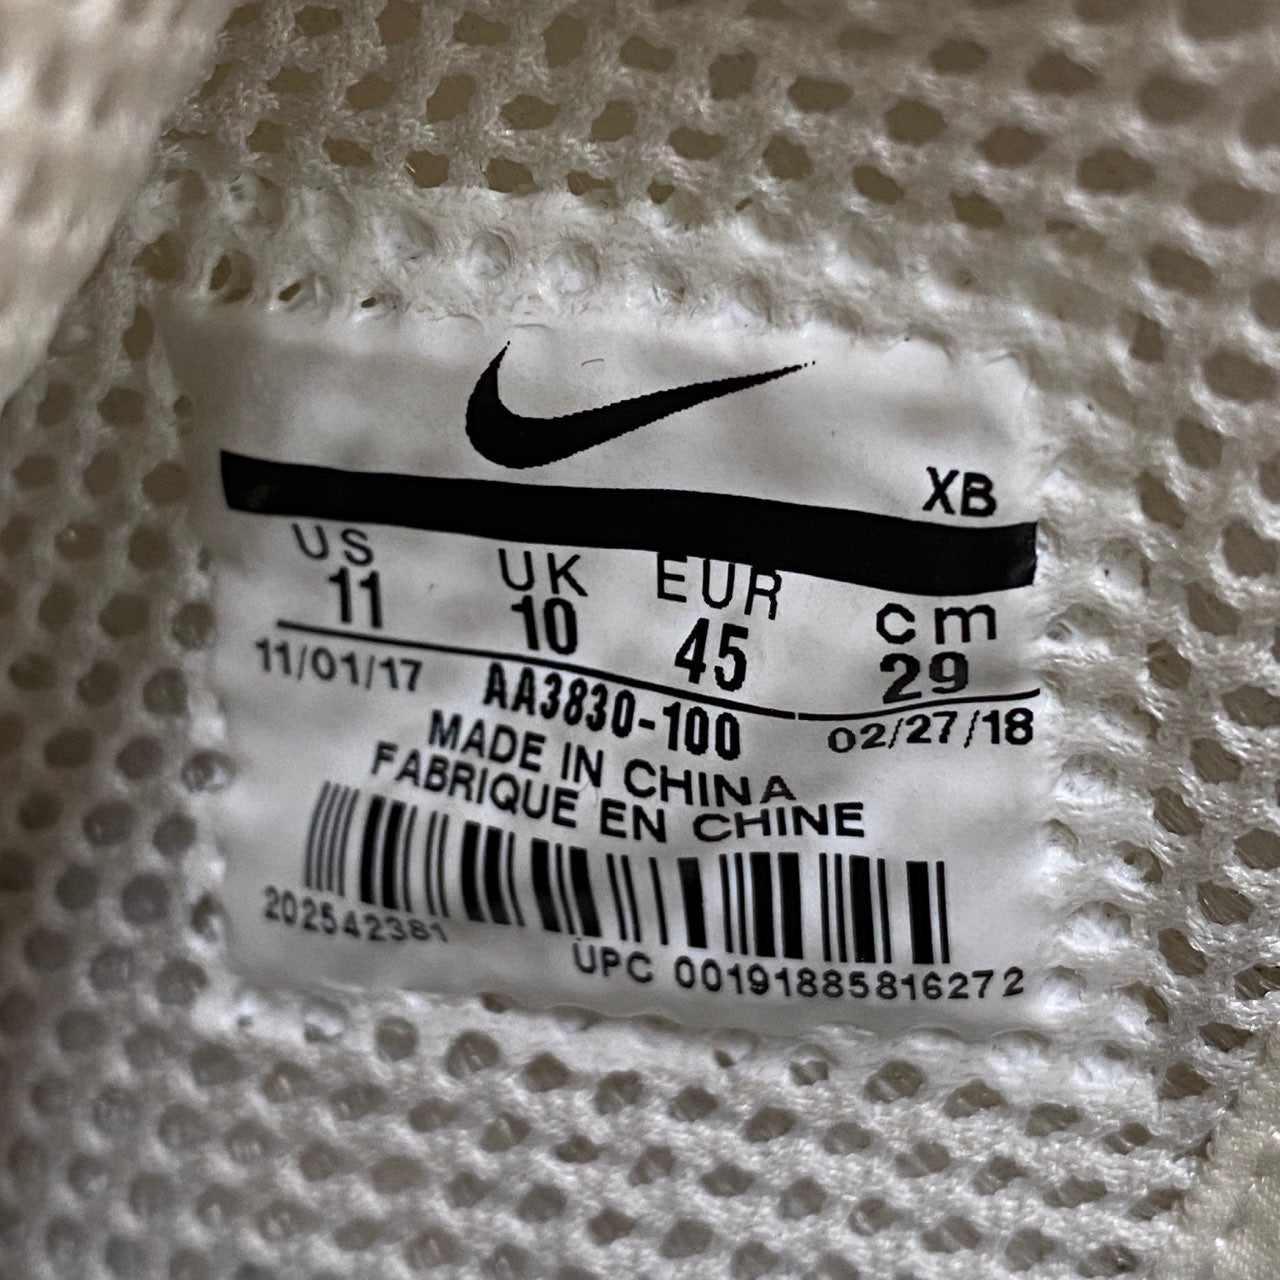 XB
US UK EUR cm
11 10 45 29
11/01/17 AA3830-100 02/27/18
MADE IN CHINA
FABRIQUE EN CHINE
202542381
UPC 00191885816272